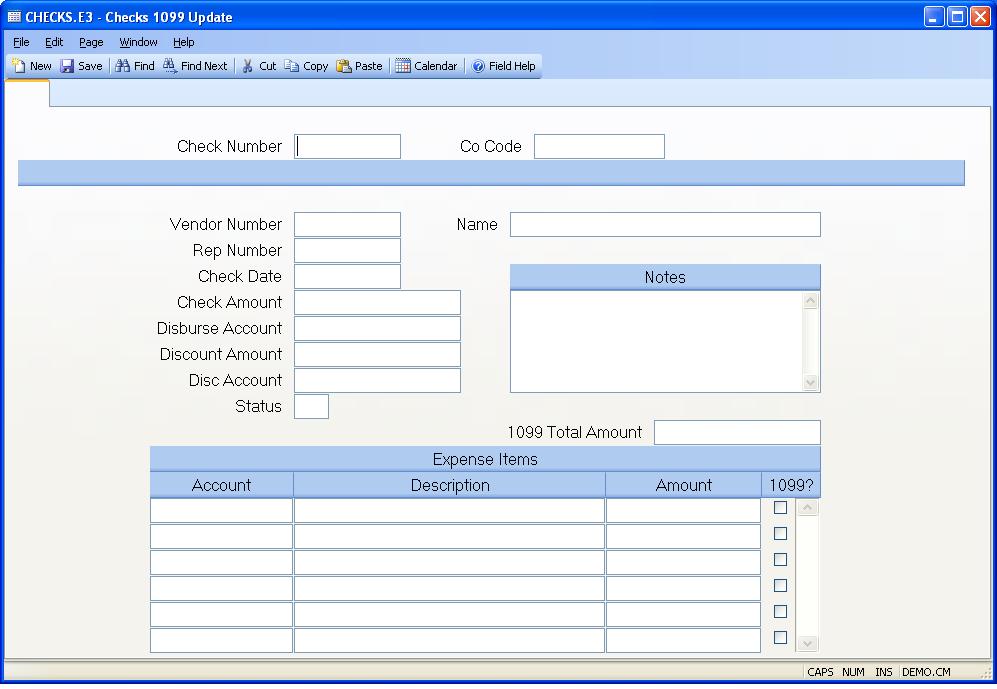 CHECKS.E3 - Checks 1099 Update
File Edit Page Window Help
New Save Find Find Next Cut Copy Paste Calendar Field Help
Check Number Co Code
Vendor Number Name
Rep Number
Check Date Notes
Check Amount
Disburse Account
Discount Amount
Disc Account
Status
1099 Total Amount
Expense Items
Account Description Amount 1099?
CAPS NUM INS DEMO.CM